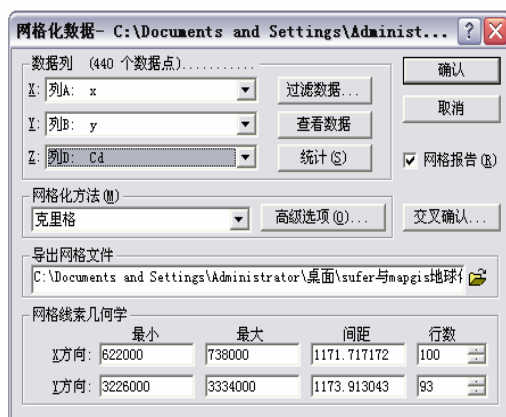 网格化数据- C:\Documents and Settings\Administ... ?
数据列 (440 个数据点)..........
确认
X: 列A: x
过滤数据...
取消
Y: 列B: y
查看数据
Z: 列D: Cd
统计(S)
网格报告(R)
网格化方法(M)
克里格
高级选项(O)...
交叉确认...
导出网格文件
C:\Documents and Settings\Administrator\桌面\sufer与mapgis地球
网格线素几何学
最小 最大 间距 行数
X方向: 622000 738000 1171.717172 100
Y方向: 3226000 3334000 1173.913043 93